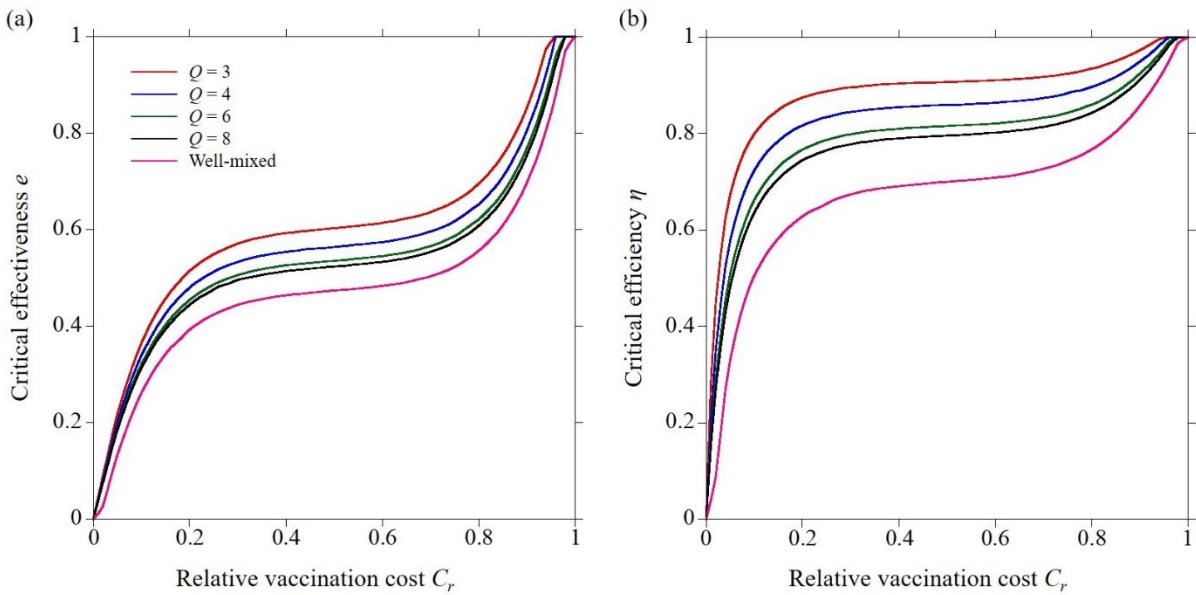 (a)
1
0.8
0.6
0.4
0.2
0
Critical effectiveness e
Q = 3
Q = 4
Q = 6
Q = 8
Well-mixed
0 0.2 0.4 0.6 0.8 1
Relative vaccination cost Cᵣ
(b)
1
0.8
0.6
0.4
0.2
0
Critical efficiency η
0 0.2 0.4 0.6 0.8 1
Relative vaccination cost Cᵣ